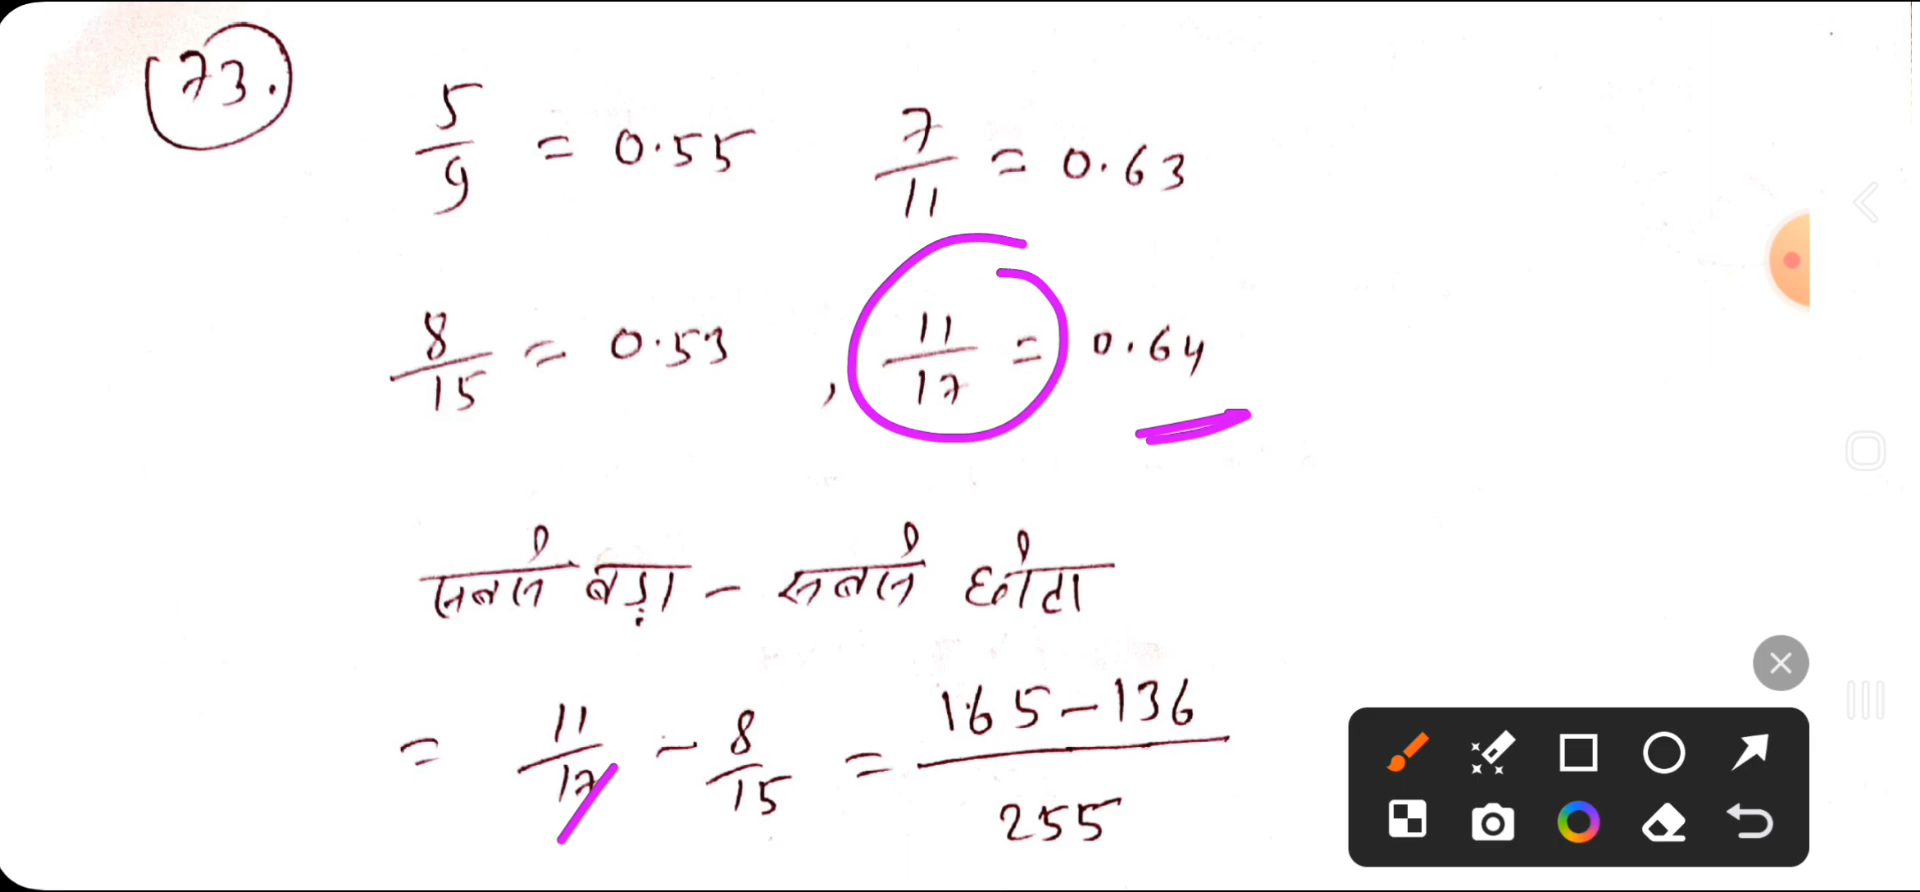 73.
5/9 = 0.55 7/11 = 0.63
8/15 = 0.53 , 11/17 = 0.64
सबसे बड़ा - सबसे छोटा
= 11/17 - 8/15 = 165-136/255